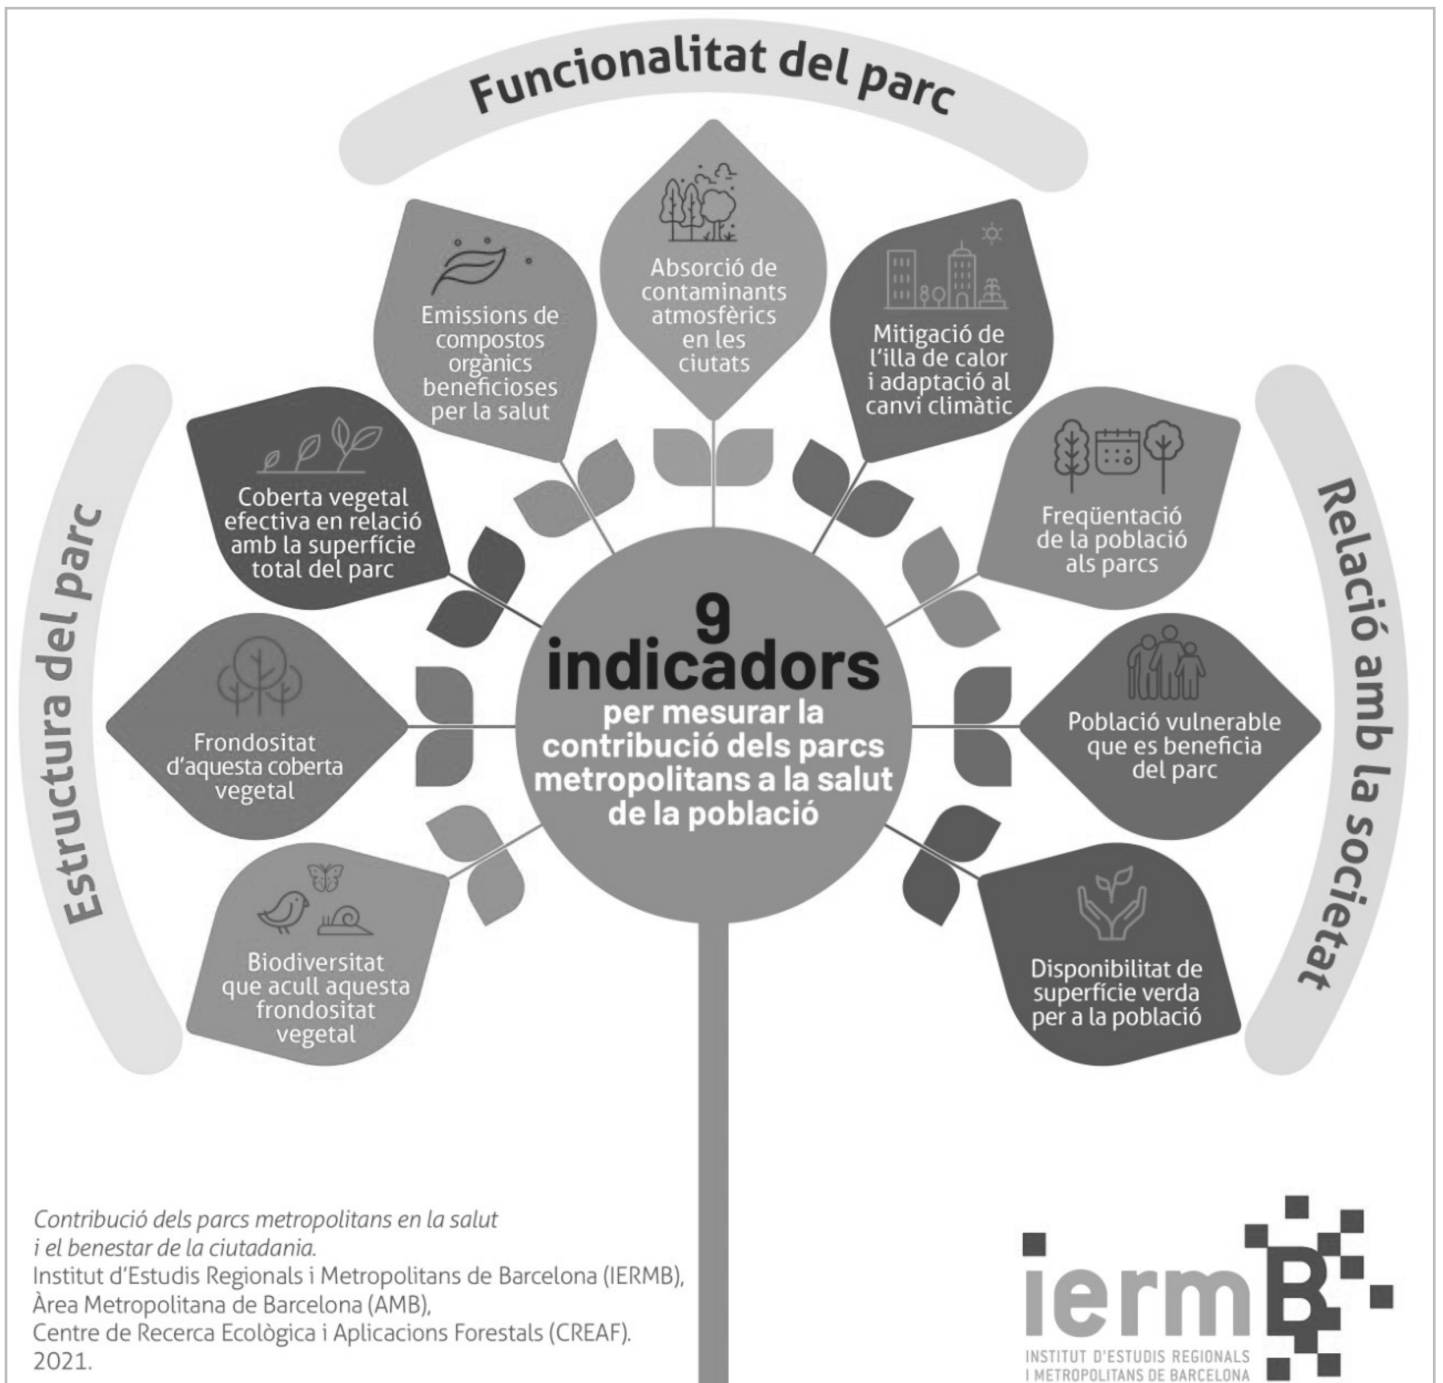 Funcionalitat del parc
Estructura del parc
Relació amb la societat
Absorció de
contaminants
atmosfèrics
en les
ciutats
Emissions de
compostos
orgànics
beneficioses
per la salut
Mitigació de
l'illa de calor
i adaptació al
canvi climàtic
Coberta vegetal
efectiva en relació
amb la superfície
total del parc
Freqüentació
de la població
als parcs
Frondositat
d'aquesta coberta
vegetal
9
indicadors
per mesurar la
contribució dels parcs
metropolitans a la salut
de la població
Població vulnerable
que es beneficia
del parc
Biodiversitat
que acull aquesta
frondositat
vegetal
Disponibilitat de
superfície verda
per a la població
Contribució dels parcs metropolitans en la salut
i el benestar de la ciutadania.
Institut d'Estudis Regionals i Metropolitans de Barcelona (IERMB),
Àrea Metropolitana de Barcelona (AMB),
Centre de Recerca Ecològica i Aplicacions Forestals (CREAF).
2021.
iermB
INSTITUT D'ESTUDIS REGIONALS
I METROPOLITANS DE BARCELONA